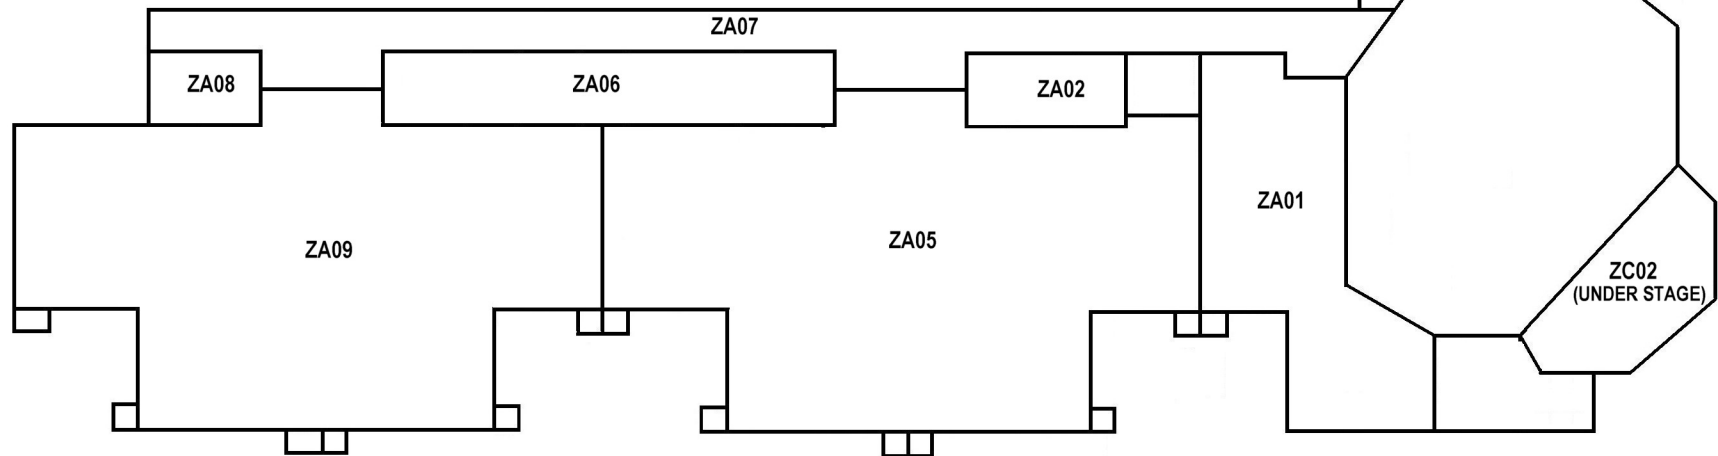 ZA07
ZA08
ZA06
ZA02
ZA01
ZA09
ZA05
ZC02
(UNDER STAGE)